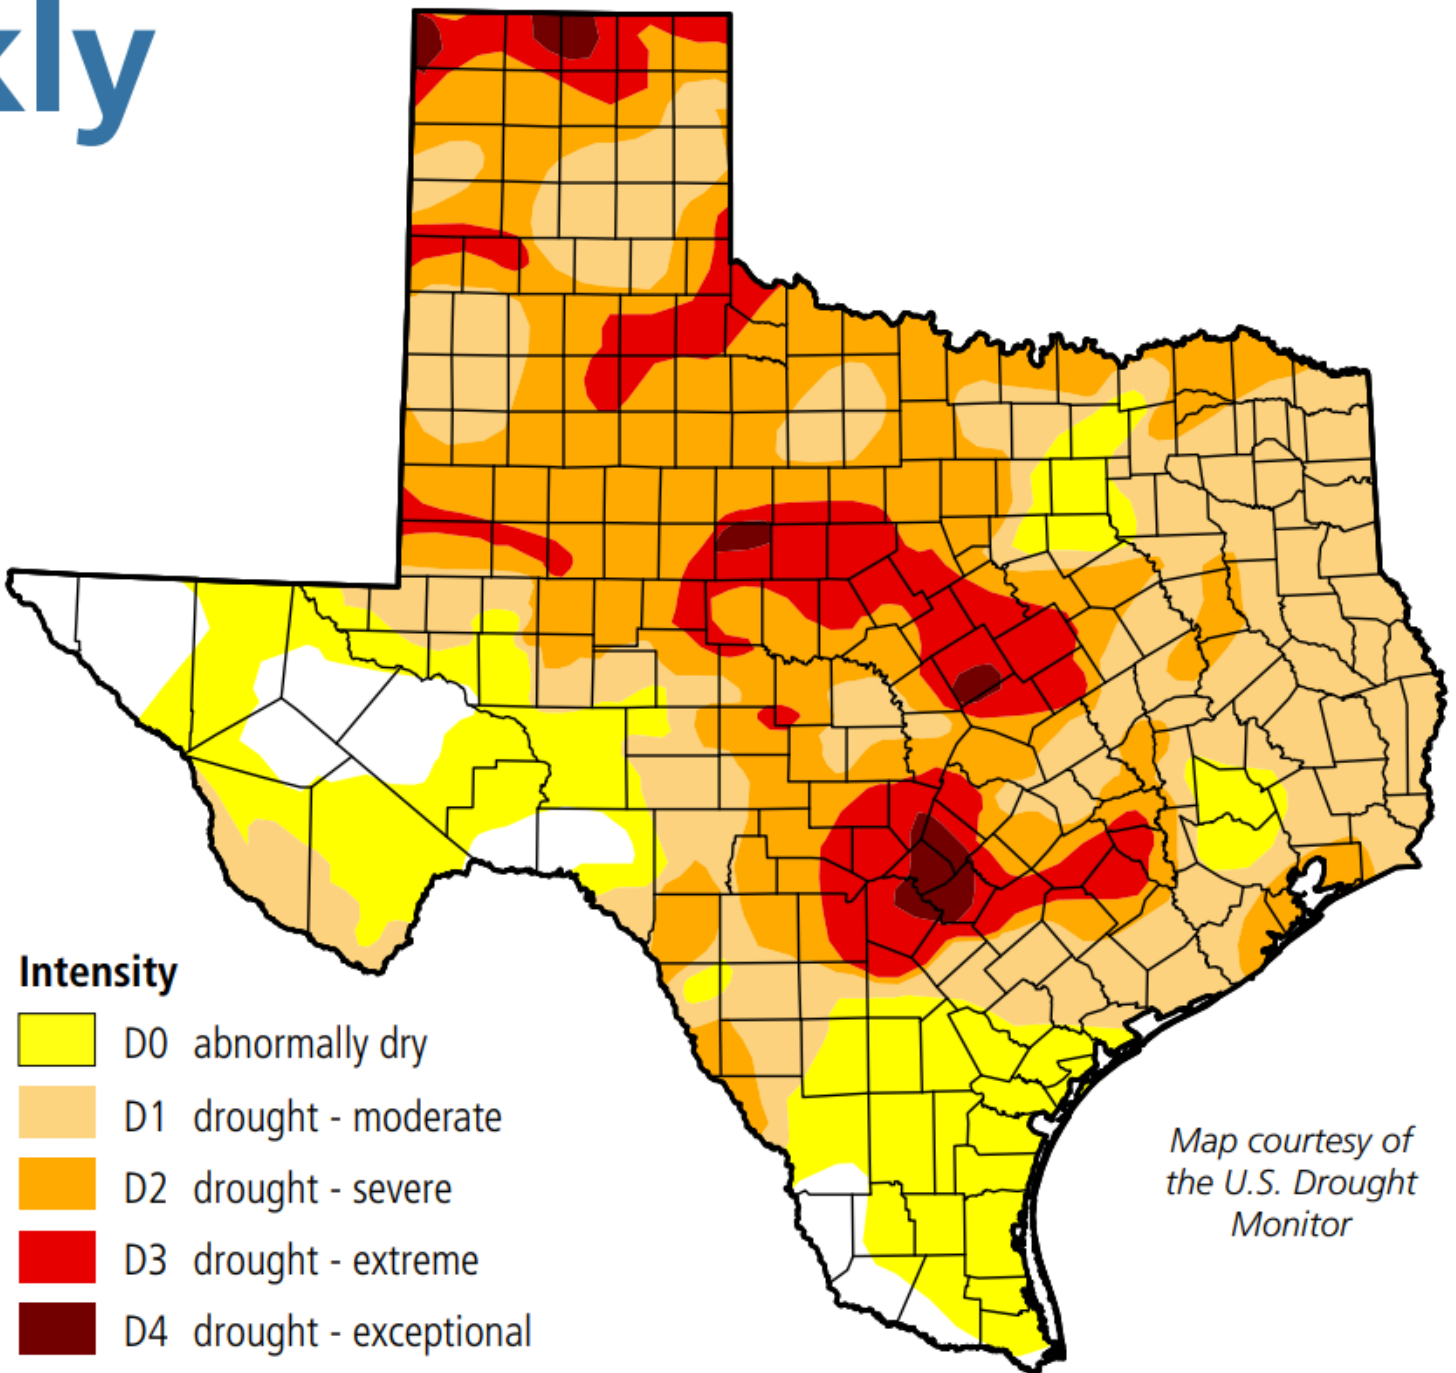 kly
Intensity
D0 abnormally dry
D1 drought - moderate
D2 drought - severe
D3 drought - extreme
D4 drought - exceptional
Map courtesy of
the U.S. Drought
Monitor